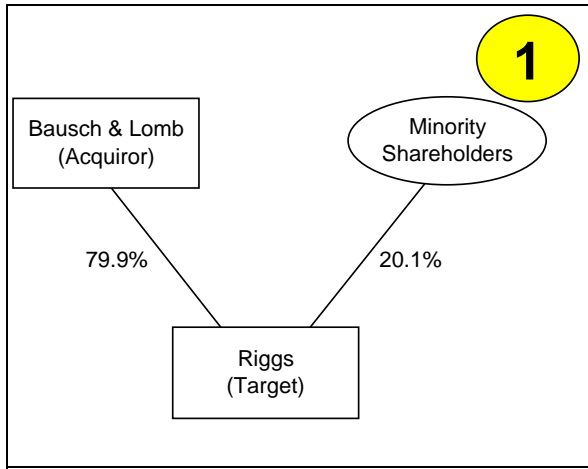 1
Bausch & Lomb
(Acquiror)
Minority
Shareholders
79.9%
20.1%
Riggs
(Target)